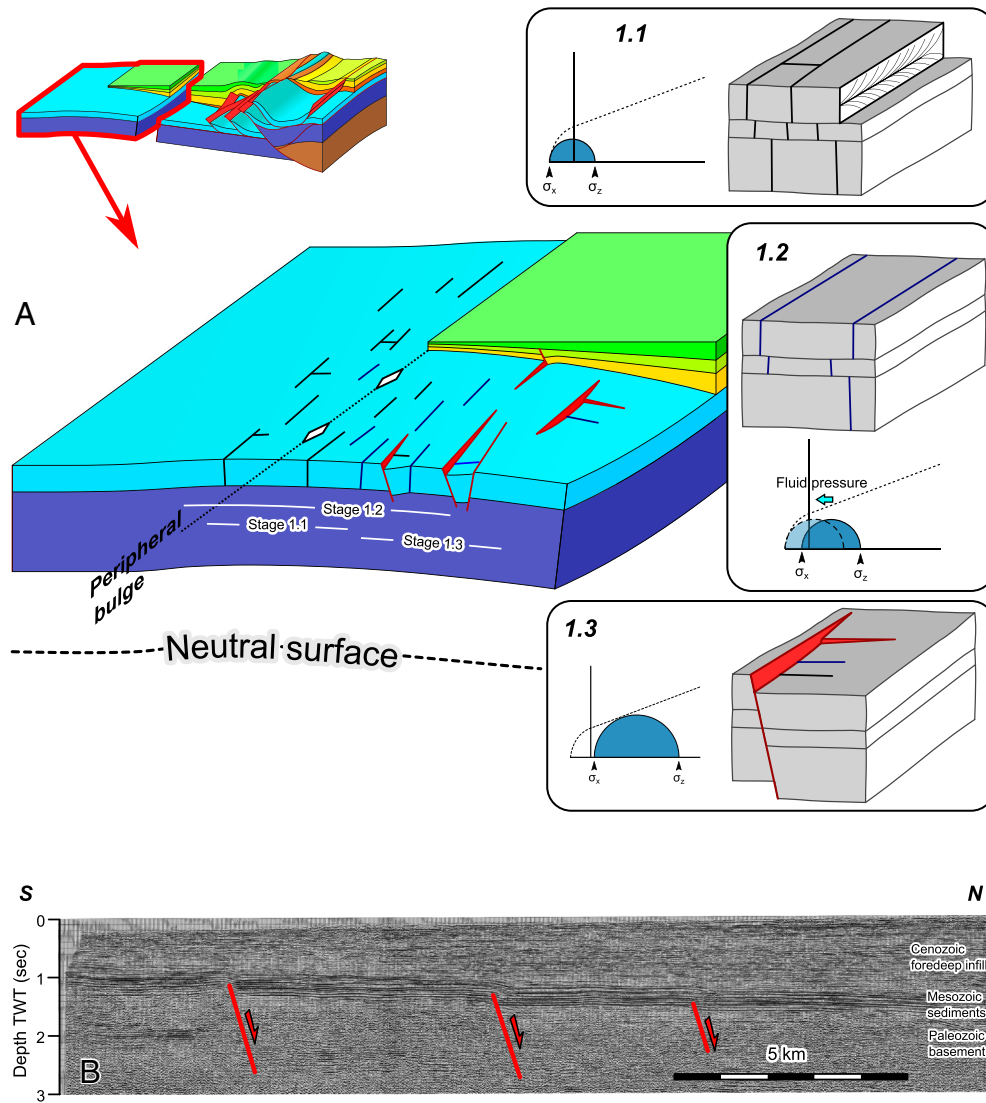 1.1
σx
σz
1.2
Fluid pressure
σx
σz
A
Stage 1.2
Stage 1.1
Stage 1.3
Peripheral
bulge
Neutral surface
1.3
σx
σz
S
N
Depth TWT (sec)
0
1
2
3
Cenozoic
foredeep infill
Mesozoic
sediments
Paleozoic
basement
5 km
B